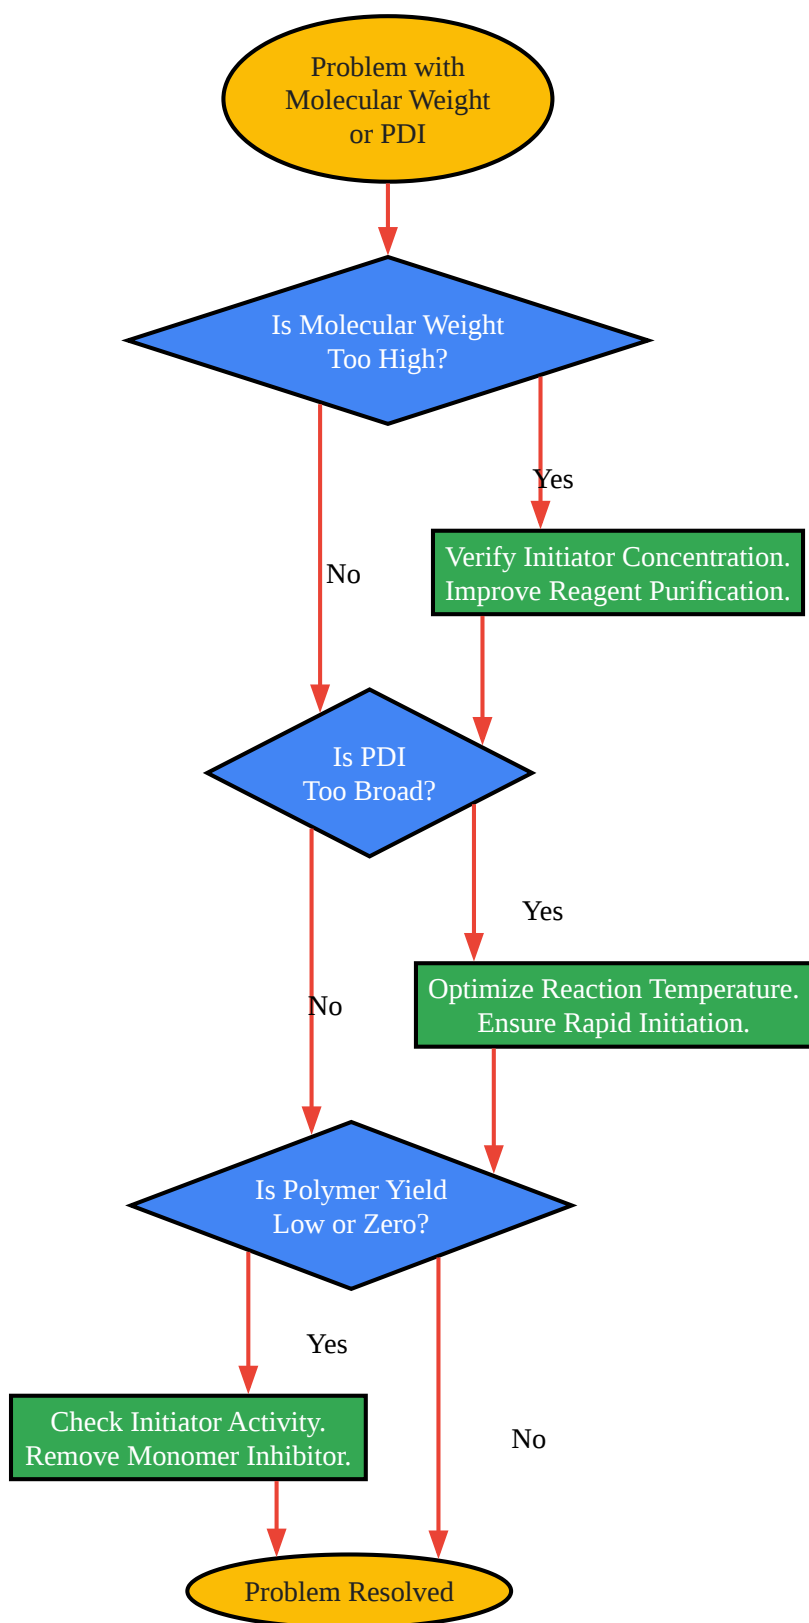 Problem with
Molecular Weight
or PDI
Is Molecular Weight
Too High?
Yes
Verify Initiator Concentration.
Improve Reagent Purification.
No
Is PDI
Too Broad?
Yes
Optimize Reaction Temperature.
Ensure Rapid Initiation.
No
Is Polymer Yield
Low or Zero?
Yes
Check Initiator Activity.
Remove Monomer Inhibitor.
No
Problem Resolved